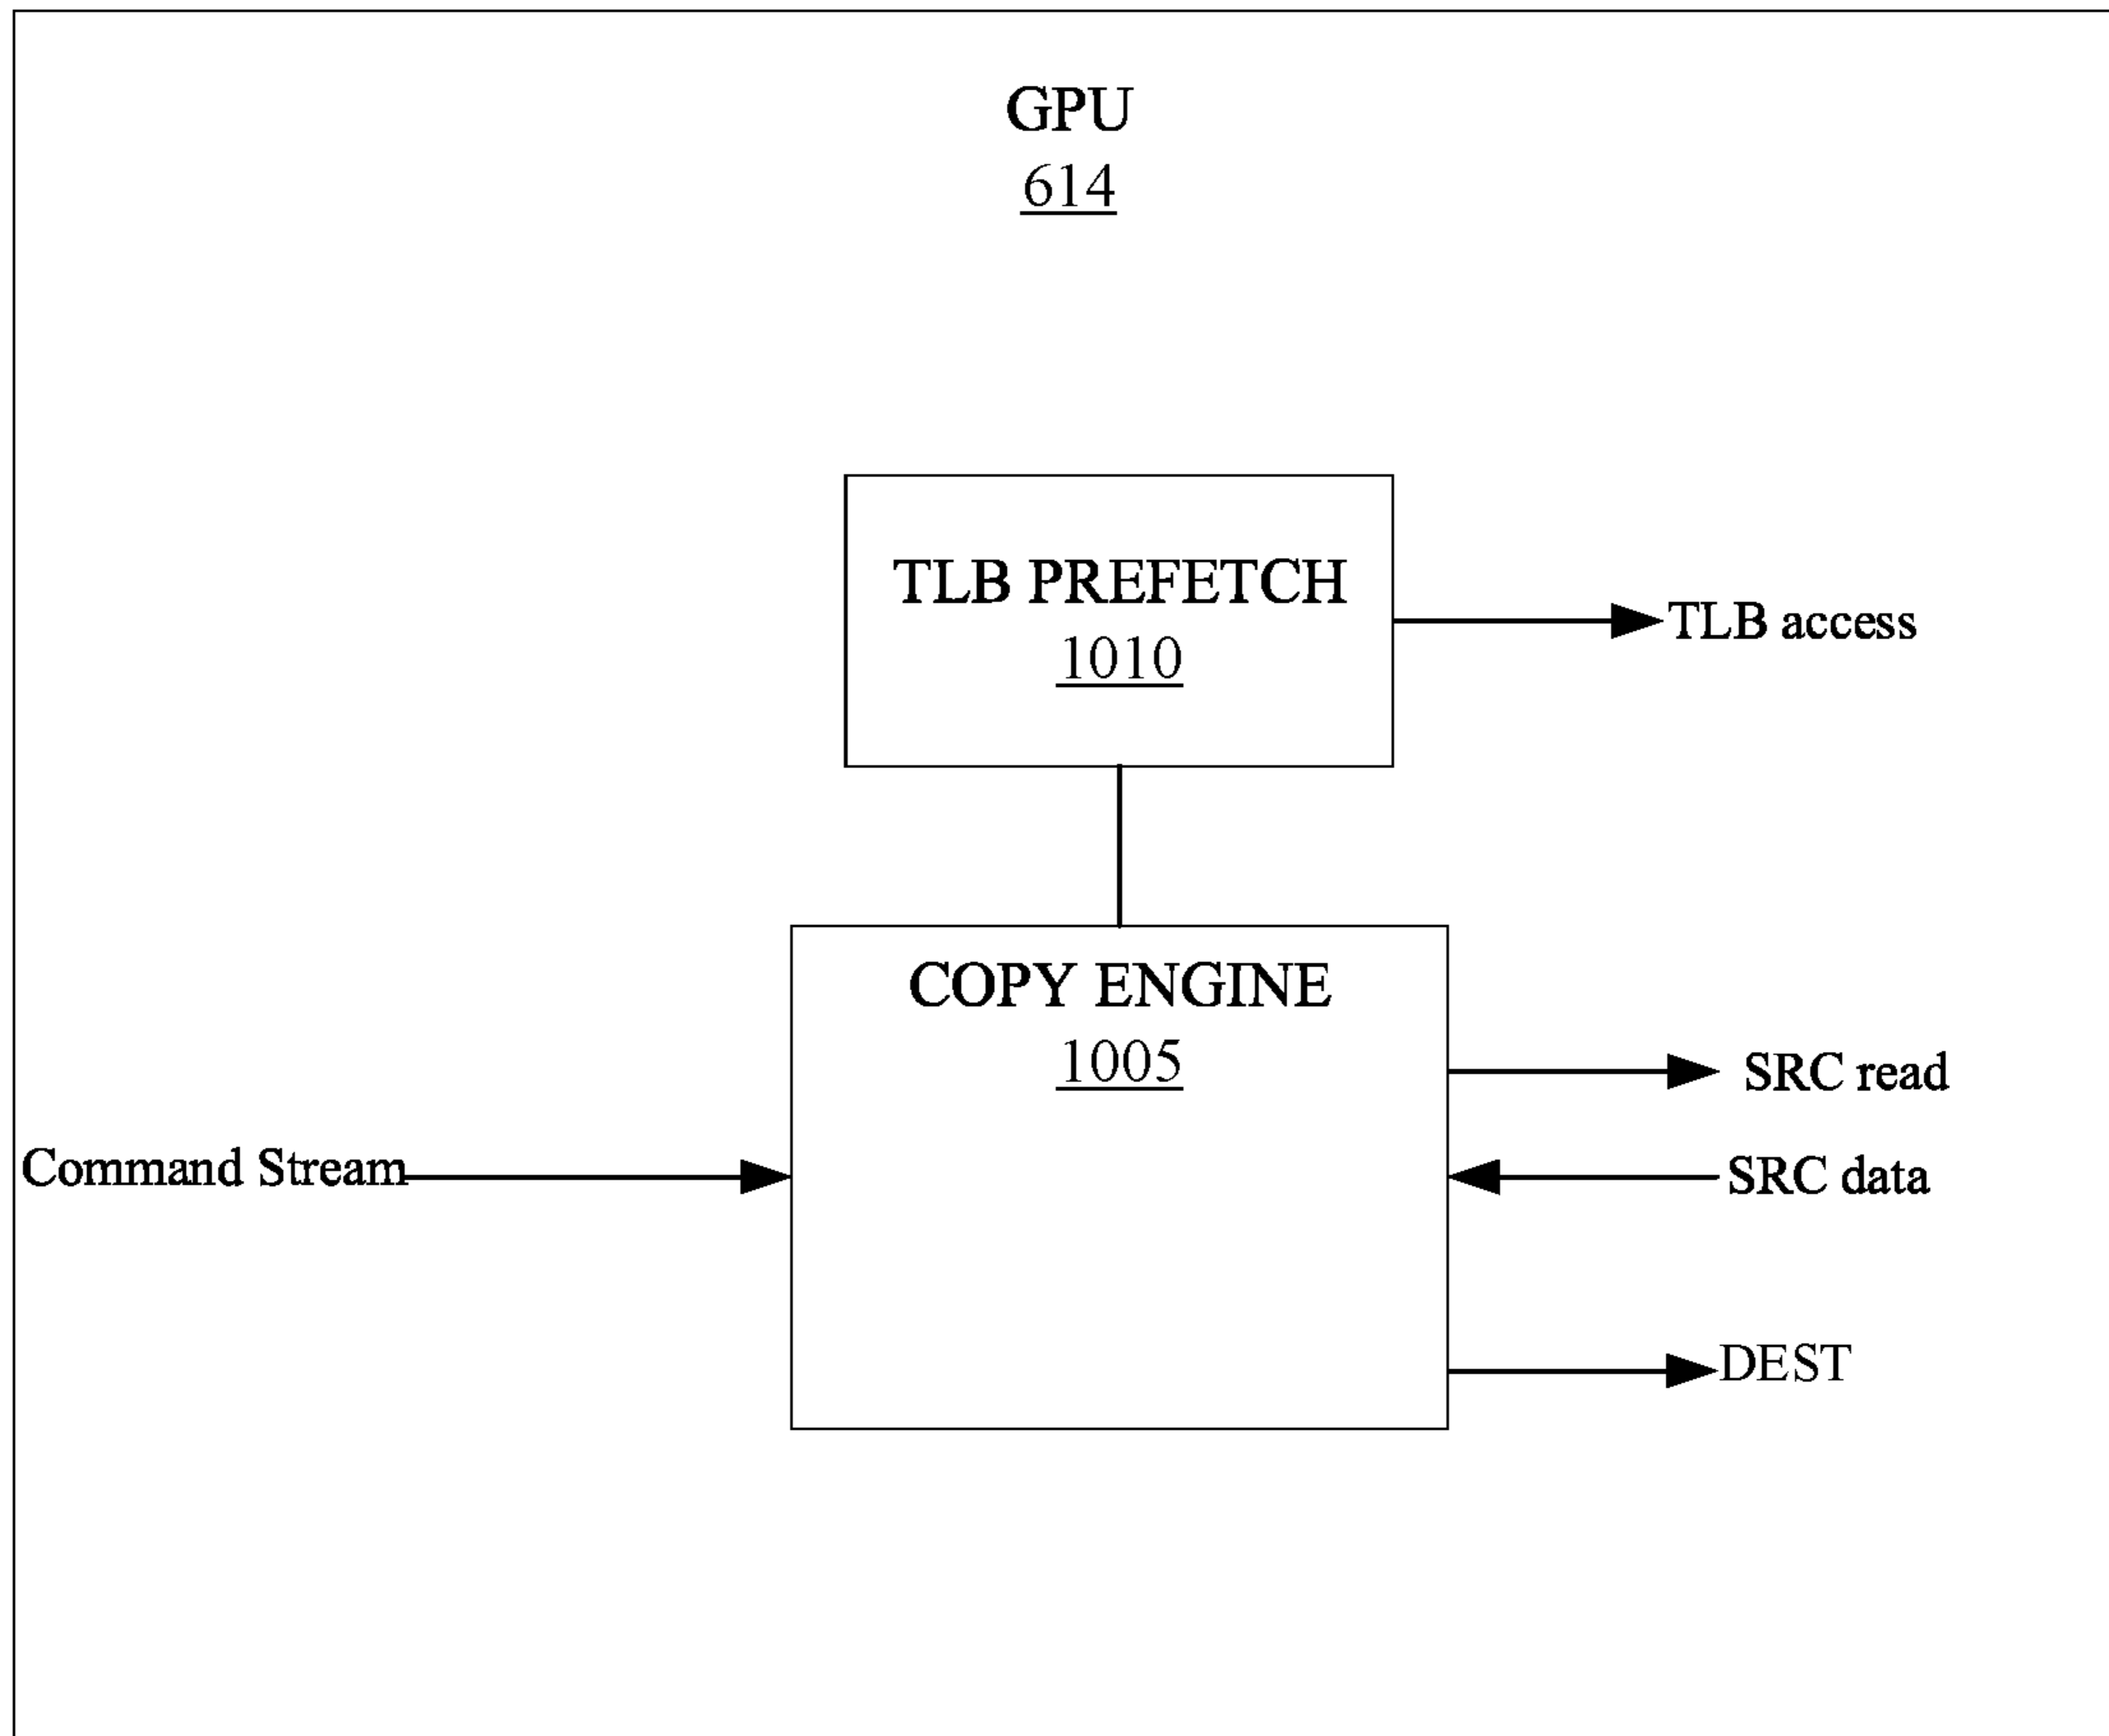 GPU
614
TLB PREFETCH
1010
TLB access
COPY ENGINE
1005
SRC read
Command Stream
SRC data
DEST